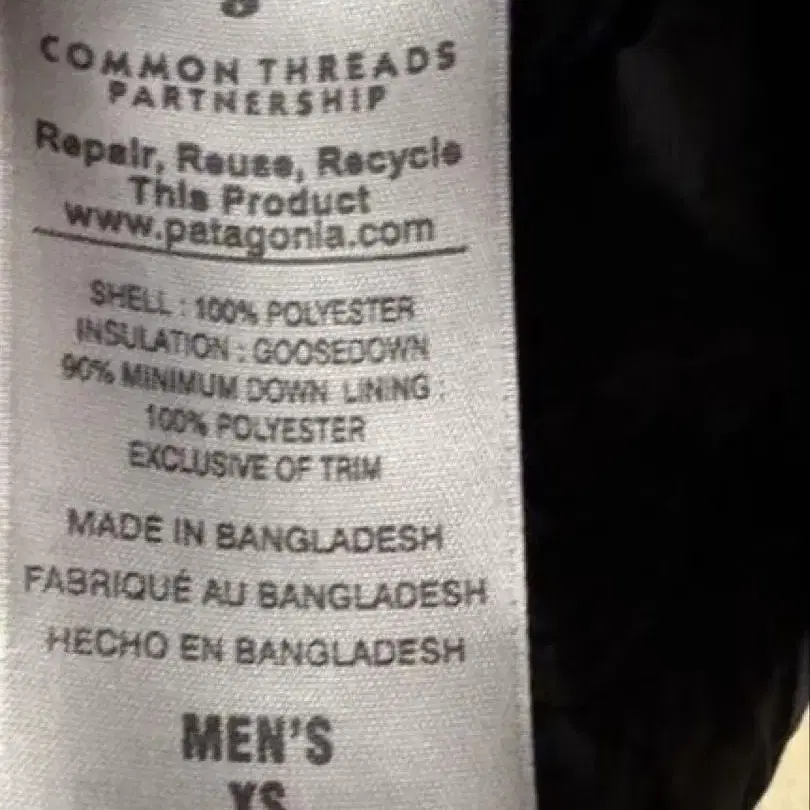 COMMON THREADS
PARTNERSHIP
Repair, Reuse, Recycle
This Product
www.patagonia.com
SHELL : 100% POLYESTER
INSULATION : GOOSEDOWN
90% MINIMUM DOWN LINING :
100% POLYESTER
EXCLUSIVE OF TRIM
MADE IN BANGLADESH
FABRIQUÉ AU BANGLADESH
HECHO EN BANGLADESH
MEN'S
XS